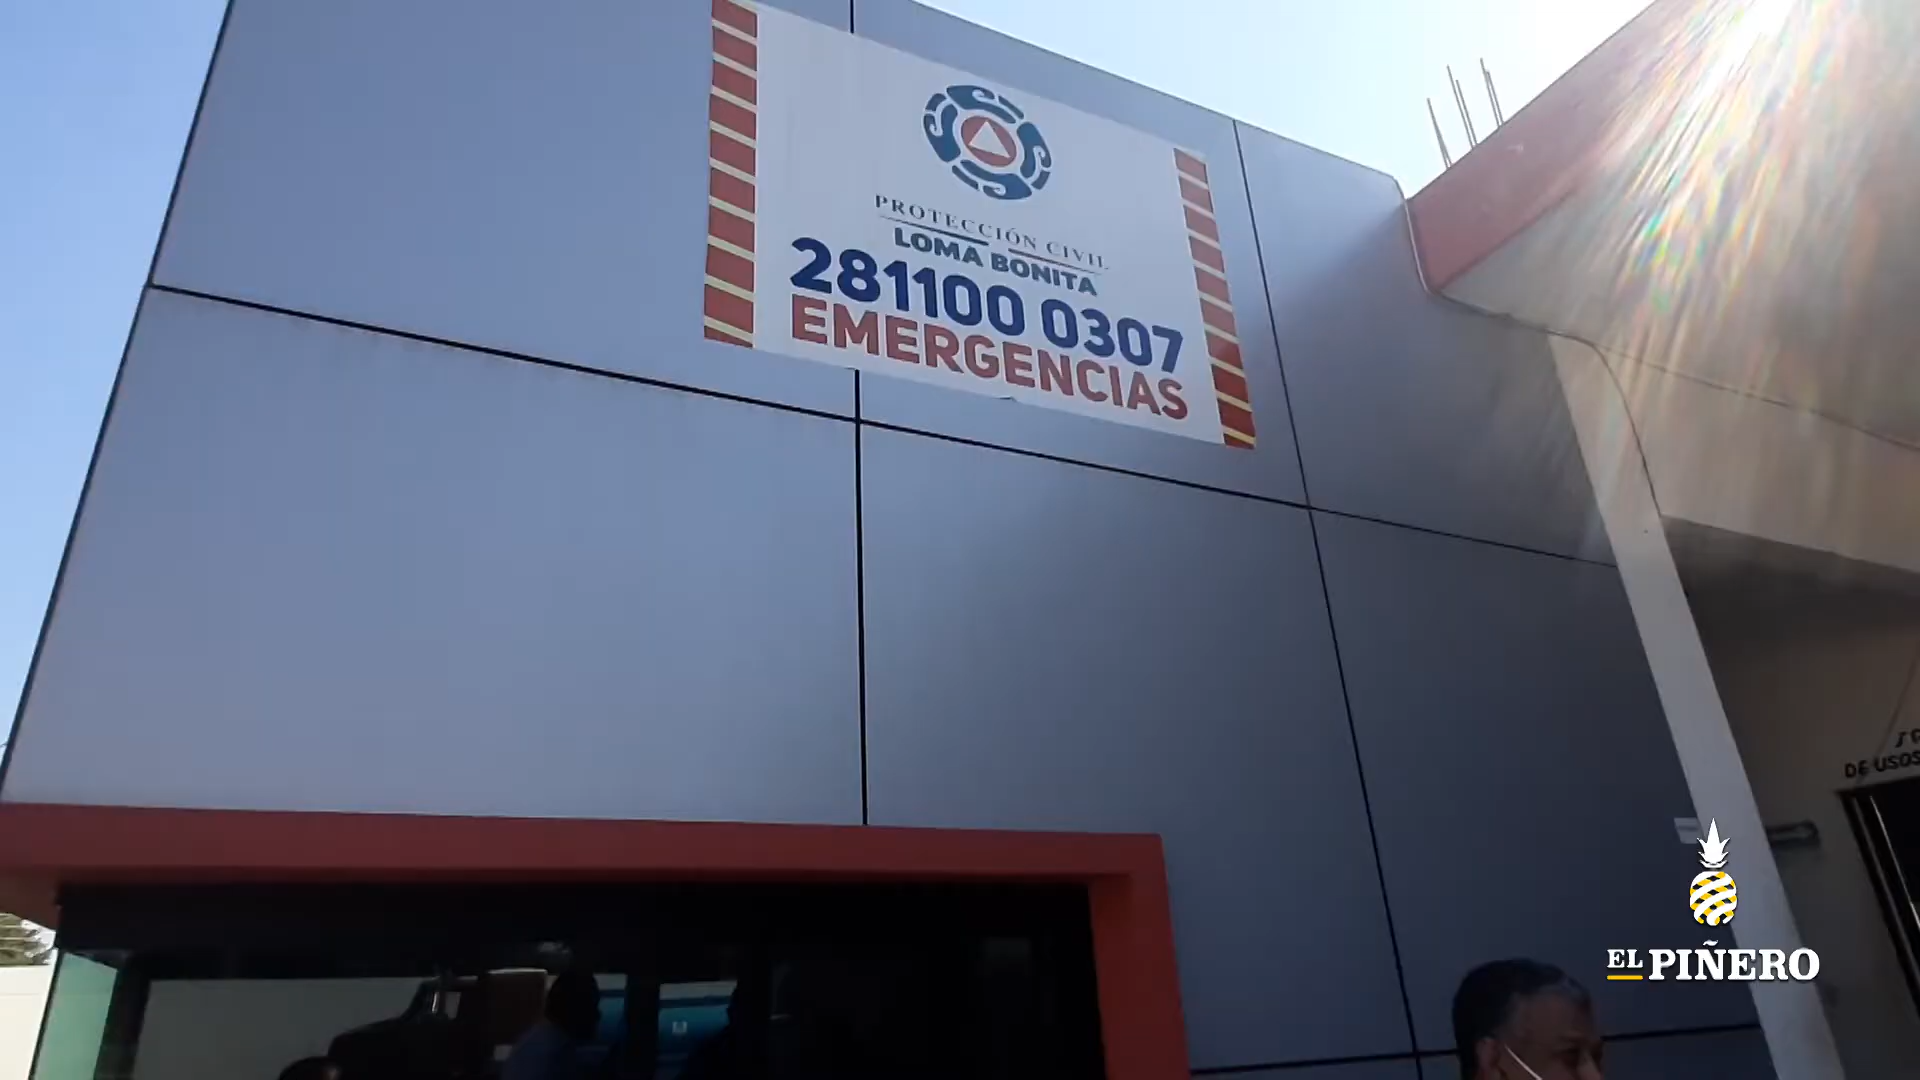 PROTECCIÓN CIVIL
LOMA BONITA
281100 0307
EMERGENCIAS
DE USOS
EL PIÑERO